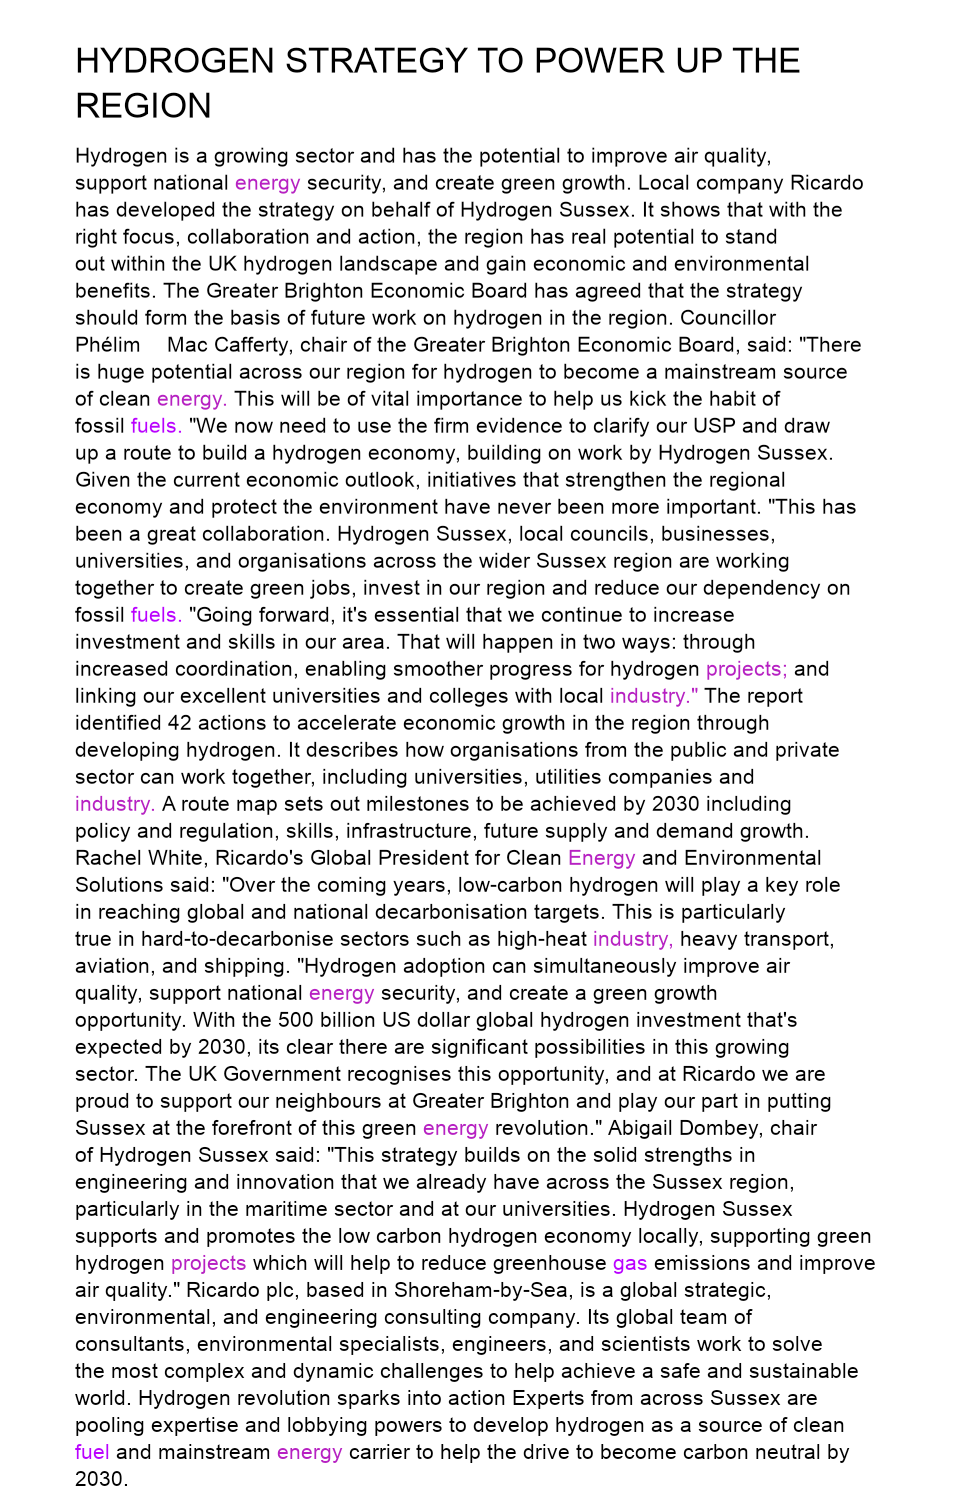 HYDROGEN STRATEGY TO POWER UP THE
REGION
Hydrogen is a growing sector and has the potential to improve air quality,
support national energy security, and create green growth. Local company Ricardo
has developed the strategy on behalf of Hydrogen Sussex. It shows that with the
right focus, collaboration and action, the region has real potential to stand
out within the UK hydrogen landscape and gain economic and environmental
benefits. The Greater Brighton Economic Board has agreed that the strategy
should form the basis of future work on hydrogen in the region. Councillor
Phélim    Mac Cafferty, chair of the Greater Brighton Economic Board, said: "There
is huge potential across our region for hydrogen to become a mainstream source
of clean energy. This will be of vital importance to help us kick the habit of
fossil fuels. "We now need to use the firm evidence to clarify our USP and draw
up a route to build a hydrogen economy, building on work by Hydrogen Sussex.
Given the current economic outlook, initiatives that strengthen the regional
economy and protect the environment have never been more important. "This has
been a great collaboration. Hydrogen Sussex, local councils, businesses,
universities, and organisations across the wider Sussex region are working
together to create green jobs, invest in our region and reduce our dependency on
fossil fuels. "Going forward, it's essential that we continue to increase
investment and skills in our area. That will happen in two ways: through
increased coordination, enabling smoother progress for hydrogen projects; and
linking our excellent universities and colleges with local industry." The report
identified 42 actions to accelerate economic growth in the region through
developing hydrogen. It describes how organisations from the public and private
sector can work together, including universities, utilities companies and
industry. A route map sets out milestones to be achieved by 2030 including
policy and regulation, skills, infrastructure, future supply and demand growth.
Rachel White, Ricardo's Global President for Clean Energy and Environmental
Solutions said: "Over the coming years, low-carbon hydrogen will play a key role
in reaching global and national decarbonisation targets. This is particularly
true in hard-to-decarbonise sectors such as high-heat industry, heavy transport,
aviation, and shipping. "Hydrogen adoption can simultaneously improve air
quality, support national energy security, and create a green growth
opportunity. With the 500 billion US dollar global hydrogen investment that's
expected by 2030, its clear there are significant possibilities in this growing
sector. The UK Government recognises this opportunity, and at Ricardo we are
proud to support our neighbours at Greater Brighton and play our part in putting
Sussex at the forefront of this green energy revolution." Abigail Dombey, chair
of Hydrogen Sussex said: "This strategy builds on the solid strengths in
engineering and innovation that we already have across the Sussex region,
particularly in the maritime sector and at our universities. Hydrogen Sussex
supports and promotes the low carbon hydrogen economy locally, supporting green
hydrogen projects which will help to reduce greenhouse gas emissions and improve
air quality." Ricardo plc, based in Shoreham-by-Sea, is a global strategic,
environmental, and engineering consulting company. Its global team of
consultants, environmental specialists, engineers, and scientists work to solve
the most complex and dynamic challenges to help achieve a safe and sustainable
world. Hydrogen revolution sparks into action Experts from across Sussex are
pooling expertise and lobbying powers to develop hydrogen as a source of clean
fuel and mainstream energy carrier to help the drive to become carbon neutral by
2030.